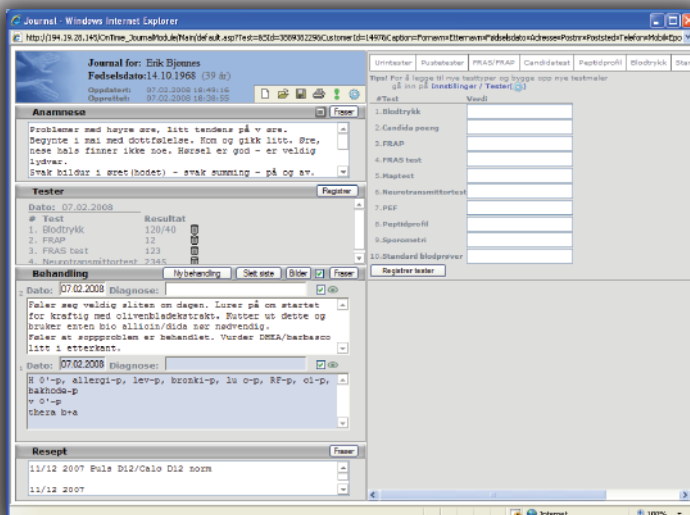 Journal - Windows Internet Explorer
Journal for: Erik Bjønnes
Fødselsdato:14.10.1968 (39 år)
Oppdatert: 07.02.2008 18:49:16
Opprettet: 07.02.2008 18:38:55
Anamnese
Fraser
Problemer med høyre øre, litt tendens på v øre.
Begynte i mai med dottfølelse. Kom og gikk litt. Øre,
nese hals finner ikke noe. Hørsel er god - er veldig
lydvar.
Svak bildur i øret(hodet) - svak summing - på og av.
Tester
Registrer
Dato: 07.02.2008
# Test Resultat
1. Blodtrykk 120/40
2. FRAP 12
3. FRAS test 123
4. Neurotransmittortest 2345
Behandling
Ny behandling
Slett siste
Bilder
Fraser
2 Dato: 07.02.2008 Diagnose:
Føler seg veldig sliten om dagen. Lurer på om startet
for kraftig med olivenbladekstrakt. Kutter ut dette og
bruker enten bio allicin/dida nør nødvendig.
Føler at soppproblem er behandlet. Vurder DHEA/barbasco
litt i etterkant.
1 Dato: 07.02.2008 Diagnose:
H 0'-p, allergi-p, lev-p, bronki-p, lu o-p, RF-p, oi-p,
bakhode-p
v 0'-p
thera b+a
Resept
Fraser
11/12 2007 Puls D12/Calo D12 norm
11/12 2007
Urintester
Pustetester
FRAS/FRAP
Candidatest
Peptidprofil
Blodtrykk
Tips! For å legge til nye testtyper og bygge opp nye testmaler
gå inn på Innstillinger / Tester
#Test Verdi
1.Blodtrykk
2.Candida poeng
3.FRAP
4.FRAS test
5.Maptest
6.Neurotransmittortest
7.PEF
8.Peptidprofil
9.Sporometri
10.Standard blodprøver
Registrer tester
Internet
100%